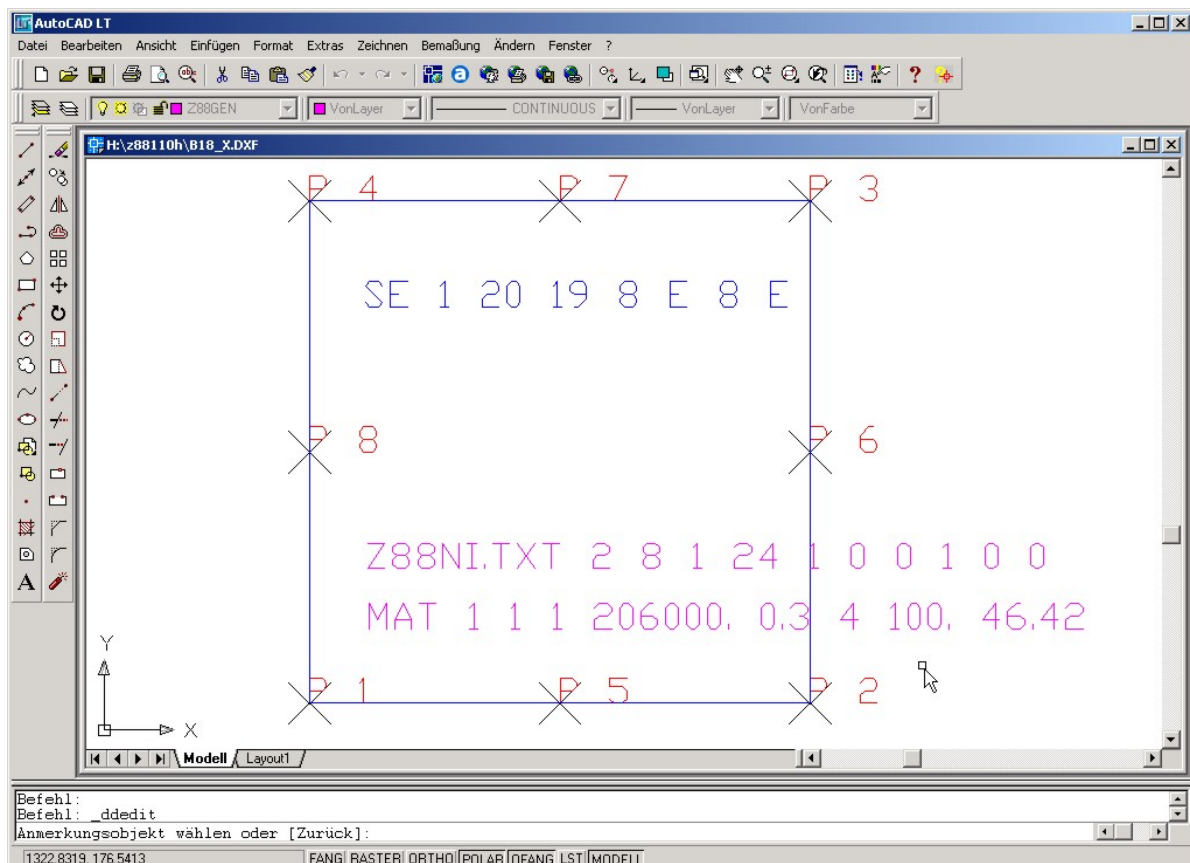 AutoCAD LT
Datei Bearbeiten Ansicht Einfügen Format Extras Zeichnen Bemaßung Ändern Fenster ?
Z88GEN VonLayer CONTINUOUS VonLayer VonFarbe
H:\z88110h\B18_X.DXF
P 4 P 7 P 3
SE 1 20 19 8 E 8 E
P 8 P 6
Z88NI.TXT 2 8 1 24 1 0 0 1 0 0
MAT 1 1 1 206000. 0.3 4 100. 46.42
Y
P 1 P 5 P 2
X
Modell Layout1
Befehl:
Befehl: _ddedit
Anmerkungsobjekt wählen oder [Zurück]:
1322.8319, 176.5413 FANG RASTER ORTHO POLAR OFANG LST MODELL